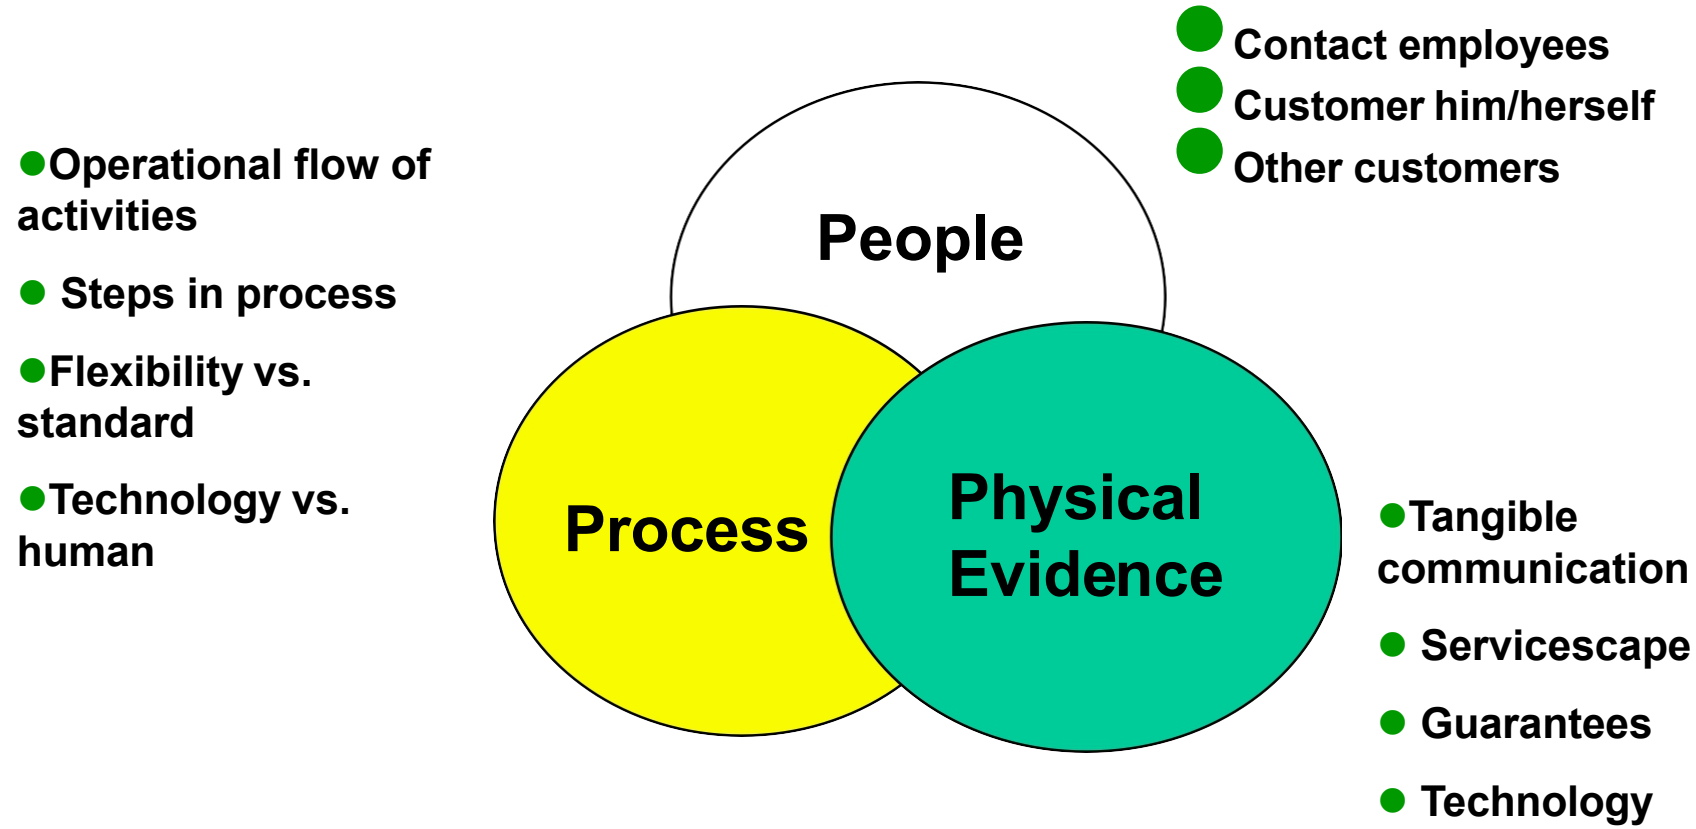 Contact employees
Customer him/herself
Other customers
People
Operational flow of
activities
Steps in process
Flexibility vs.
standard
Technology vs.
human
Process
Physical
Evidence
Tangible
communication
Servicescape
Guarantees
Technology